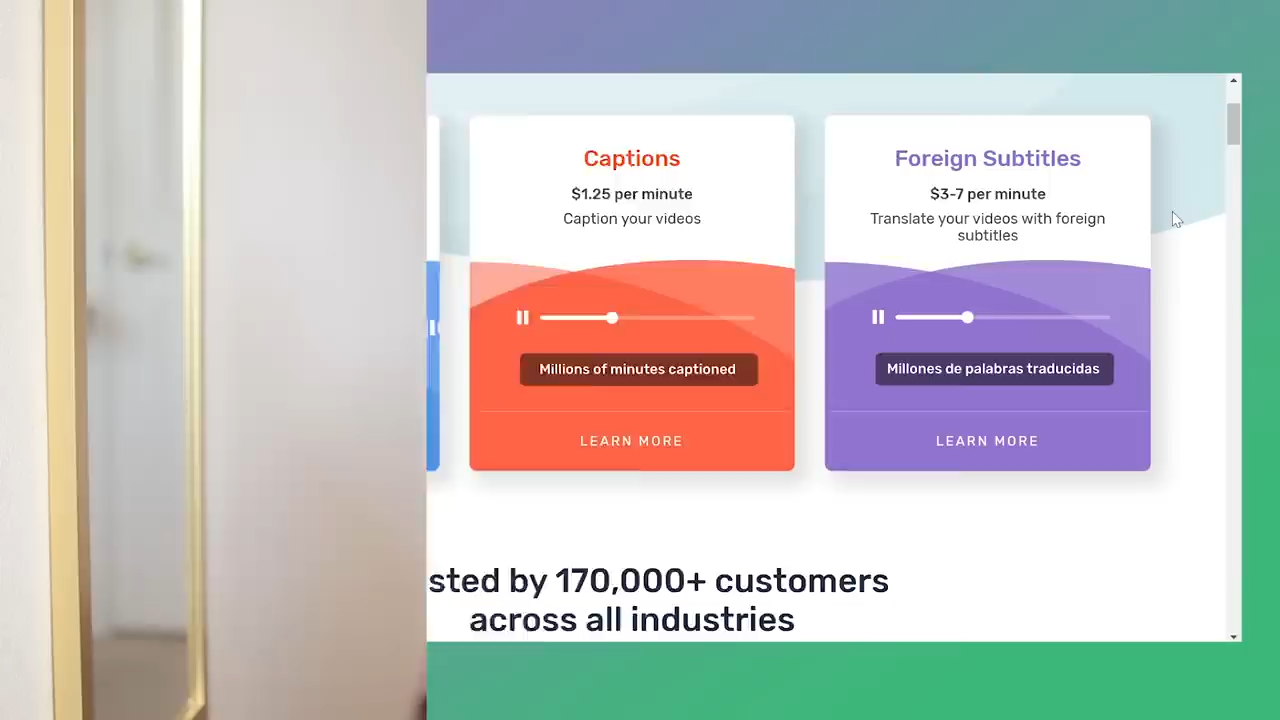 Captions
$1.25 per minute
Caption your videos
Millions of minutes captioned
LEARN MORE
Foreign Subtitles
$3-7 per minute
Translate your videos with foreign
subtitles
Millones de palabras traducidas
LEARN MORE
sted by 170,000+ customers
across all industries